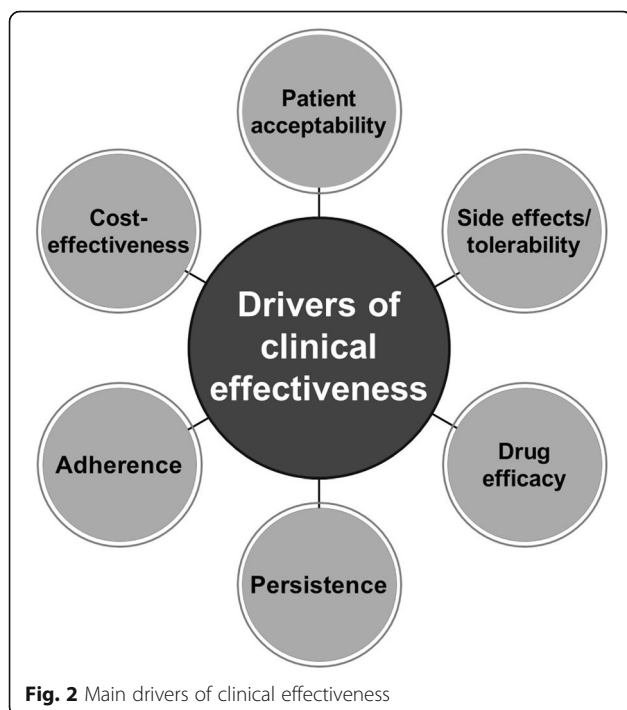 Patient
acceptability
Cost-
effectiveness
Side effects/
tolerability
Drivers of
clinical
effectiveness
Adherence
Drug
efficacy
Persistence
Fig. 2 Main drivers of clinical effectiveness